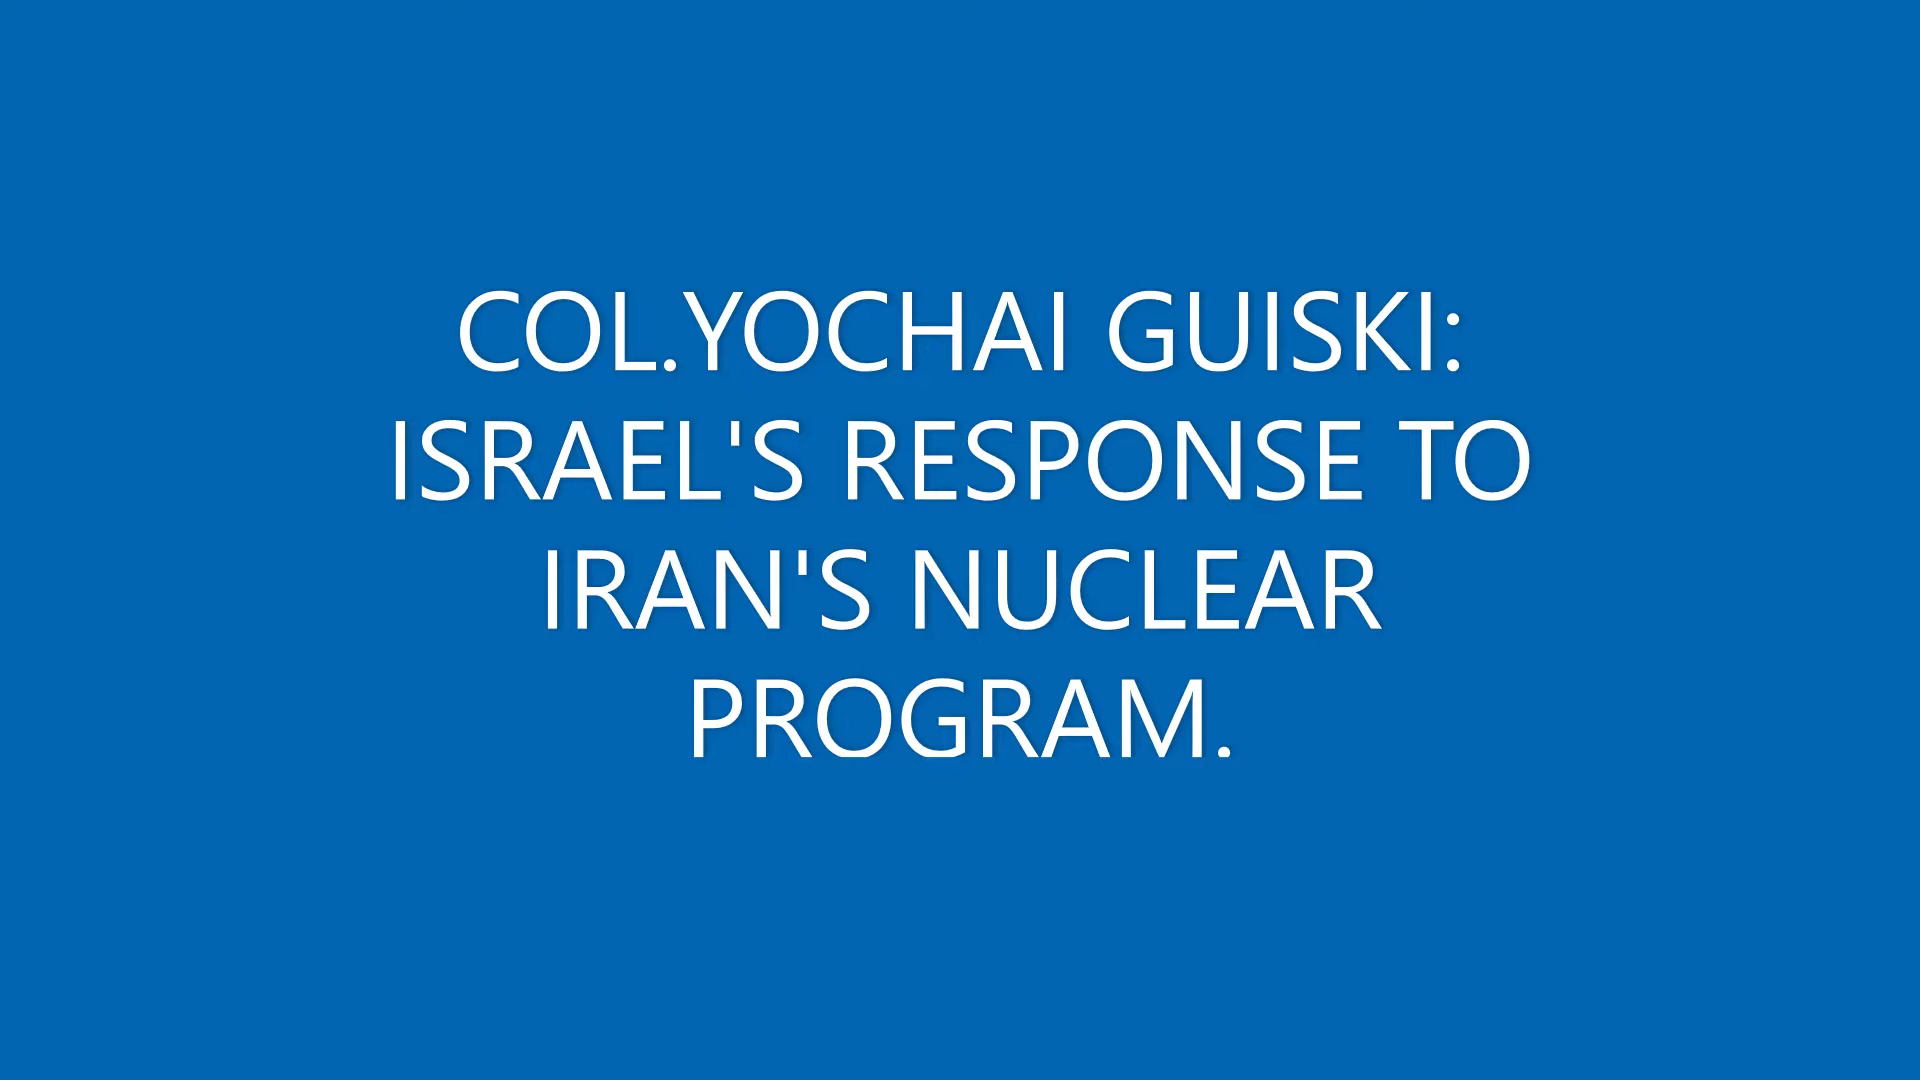 COL.YOCHAI GUISKI:
ISRAEL'S RESPONSE TO
IRAN'S NUCLEAR
PROGRAM.